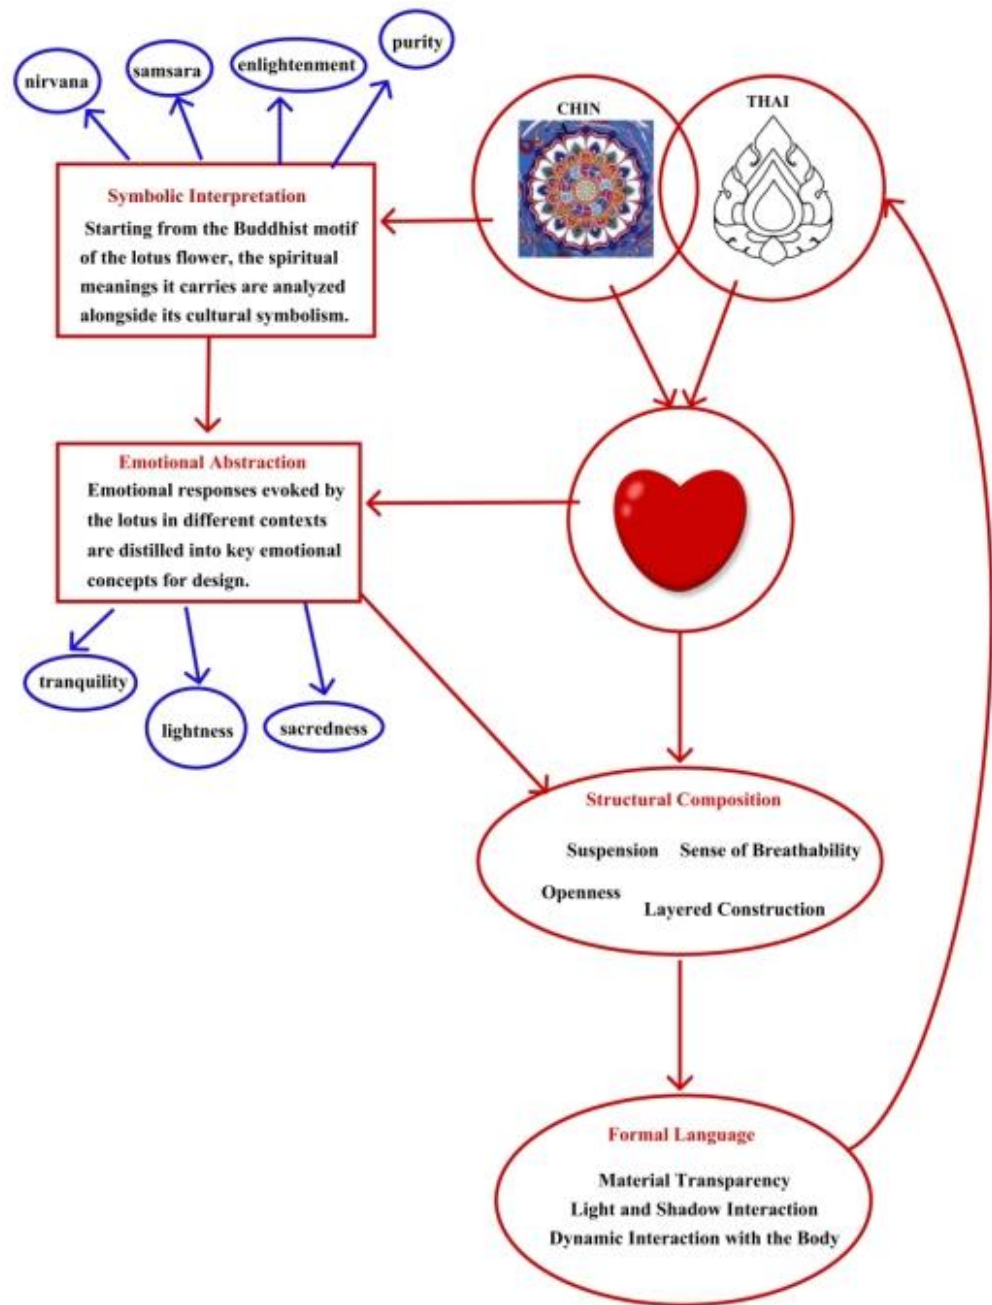 purity
enlightenment
samsara
nirvana
CHIN
THAI
Symbolic Interpretation
Starting from the Buddhist motif
of the lotus flower, the spiritual
meanings it carries are analyzed
alongside its cultural symbolism.
Emotional Abstraction
Emotional responses evoked by
the lotus in different contexts
are distilled into key emotional
concepts for design.
tranquility
lightness
sacredness
Structural Composition
Suspension Sense of Breathability
Openness
Layered Construction
Formal Language
Material Transparency
Light and Shadow Interaction
Dynamic Interaction with the Body